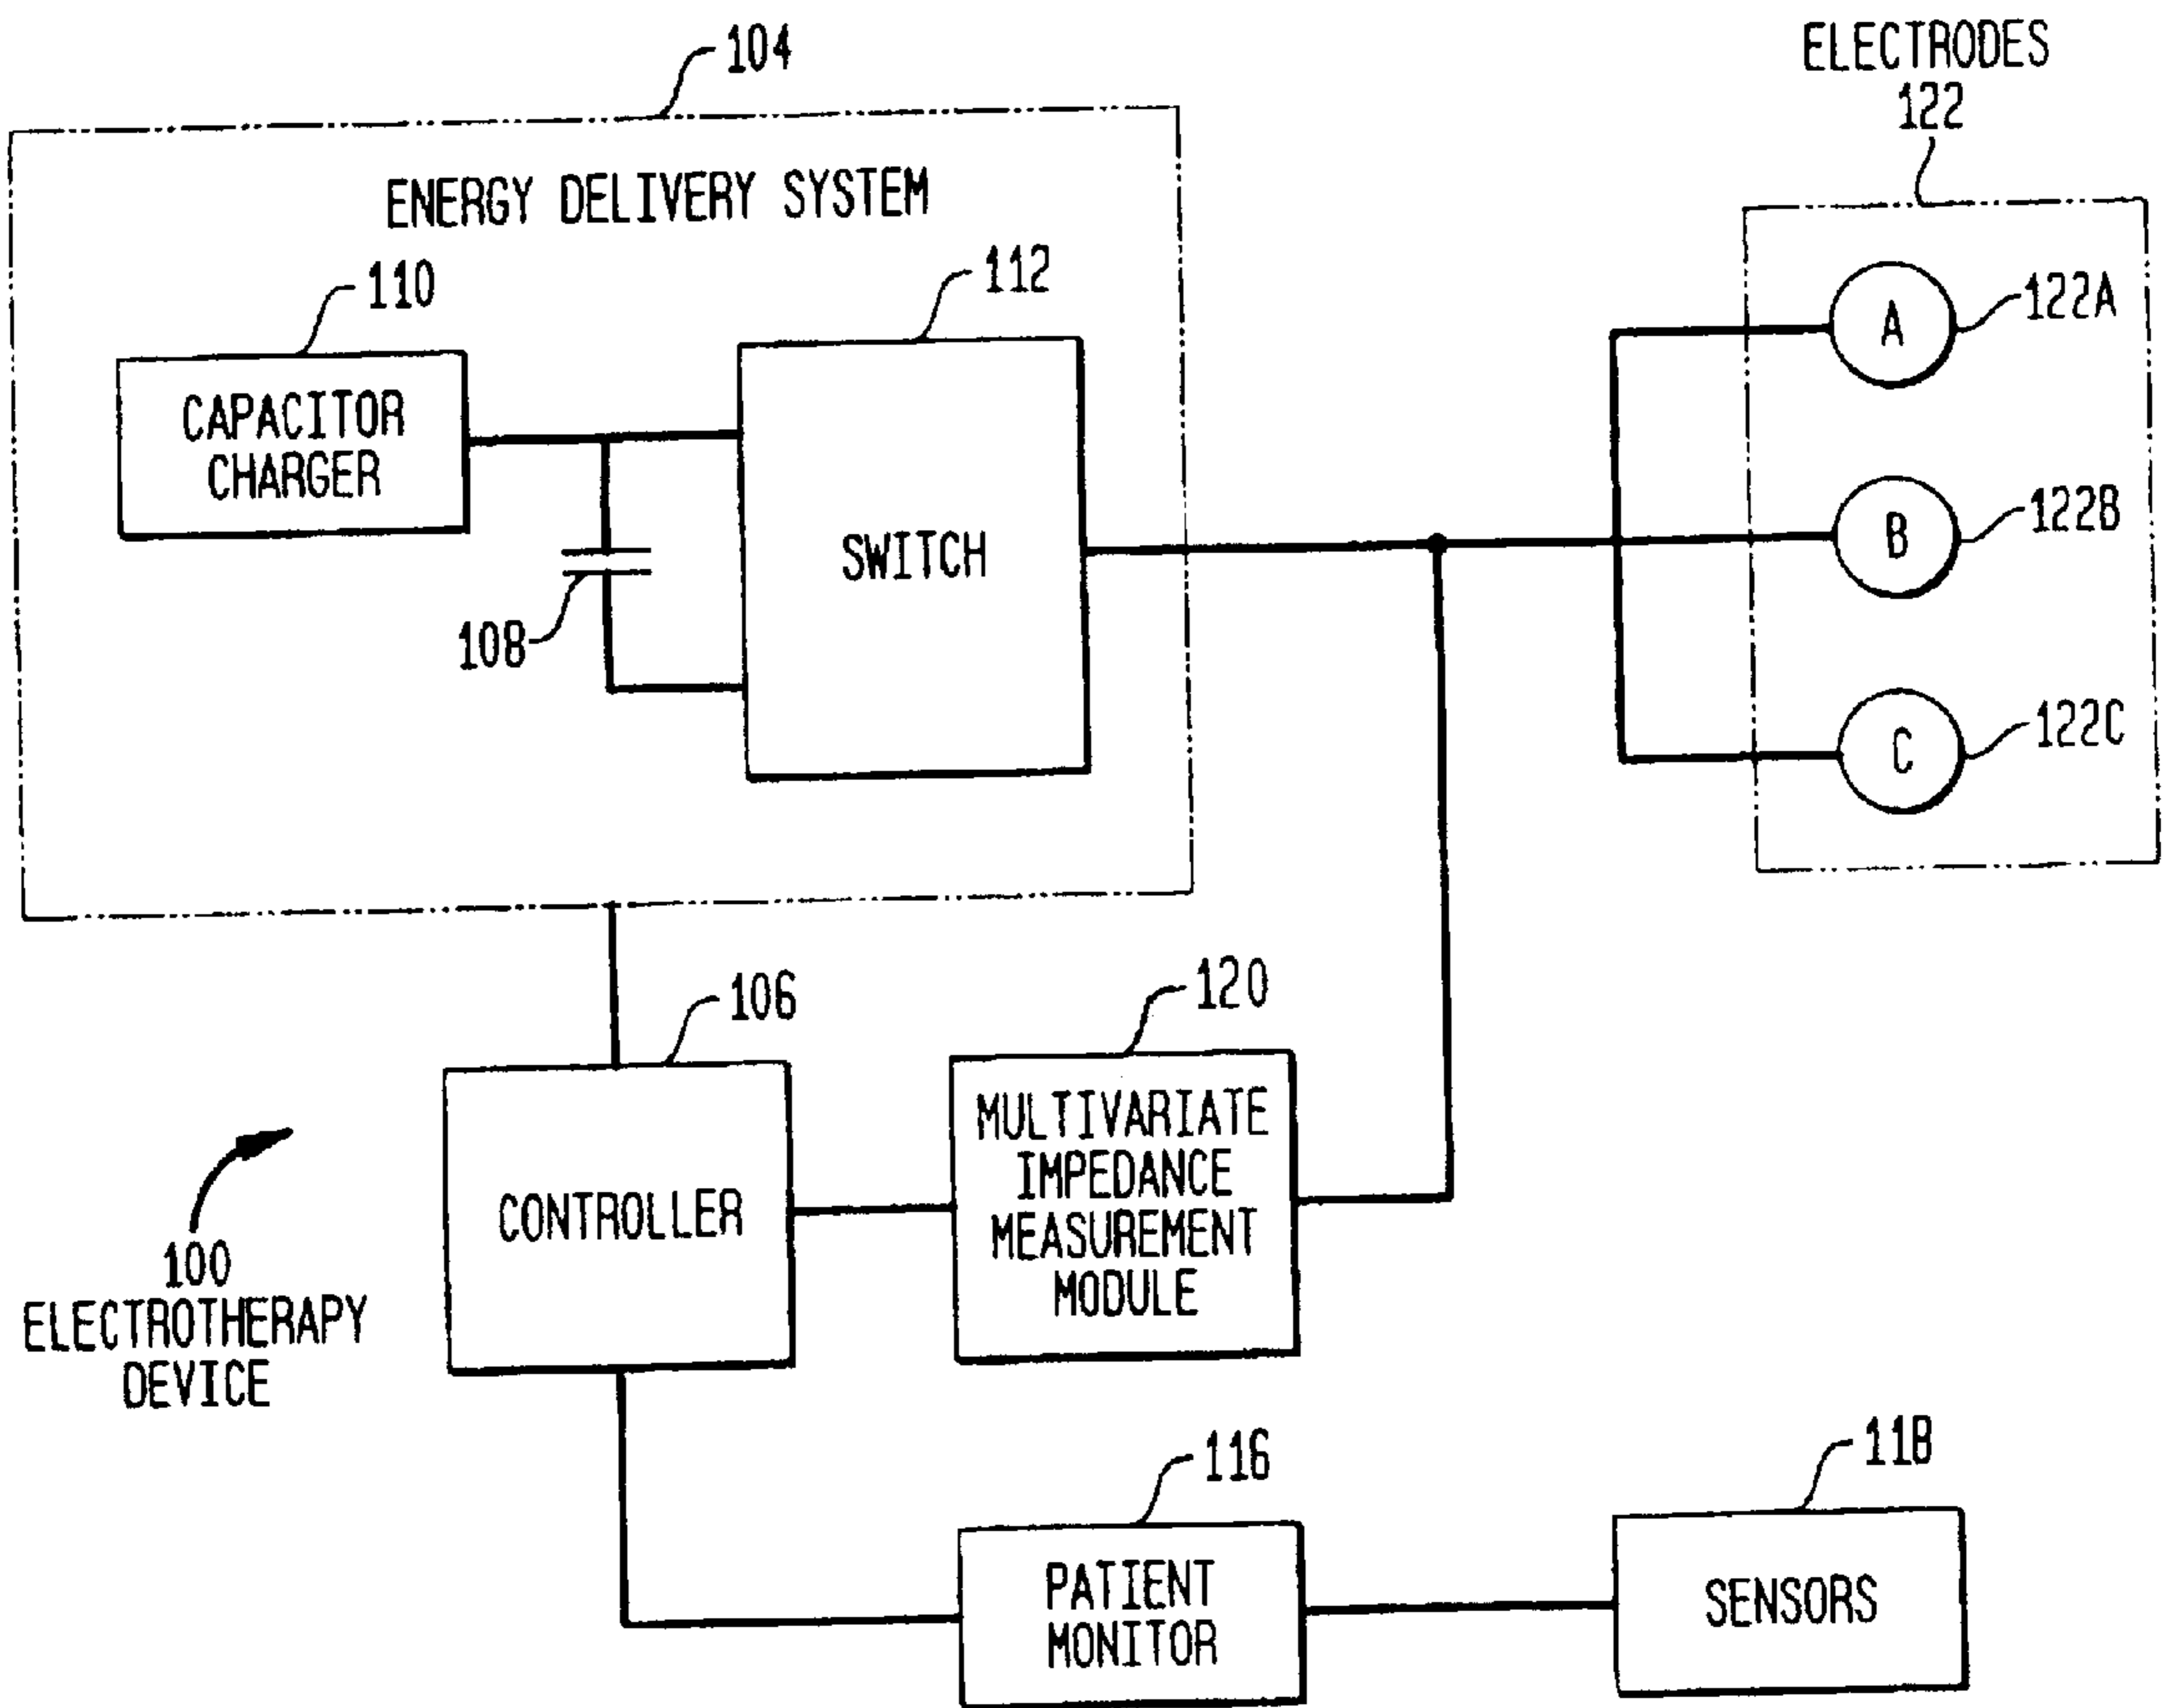 104
ELECTRODES
122
ENERGY DELIVERY SYSTEM
110
112
122A
A
CAPACITOR
CHARGER
SWITCH
122B
B
108
122C
C
106
120
MULTIVARIATE
IMPEDANCE
MEASUREMENT
MODULE
CONTROLLER
100
ELECTROTHERAPY
DEVICE
116
118
PATIENT
MONITOR
SENSORS